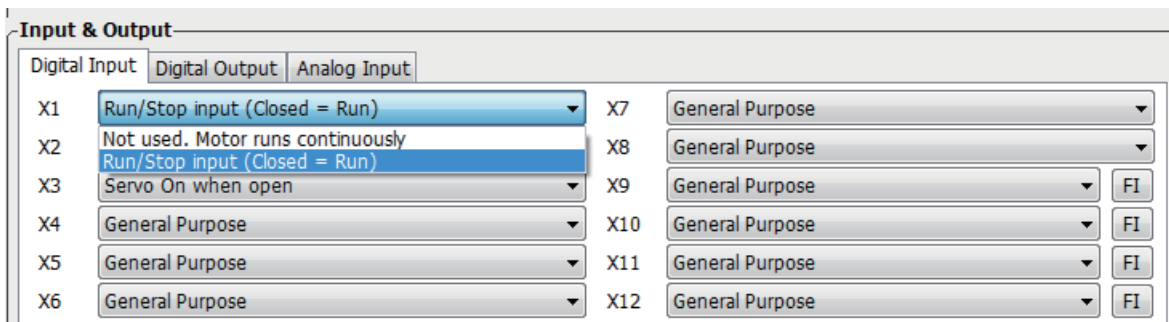 Input & Output
Digital Input Digital Output Analog Input
X1 Run/Stop input (Closed = Run) X7 General Purpose
Not used. Motor runs continuously
X2 X8 General Purpose
Run/Stop input (Closed = Run)
X3 Servo On when open X9 General Purpose FI
X4 General Purpose X10 General Purpose FI
X5 General Purpose X11 General Purpose FI
X6 General Purpose X12 General Purpose FI